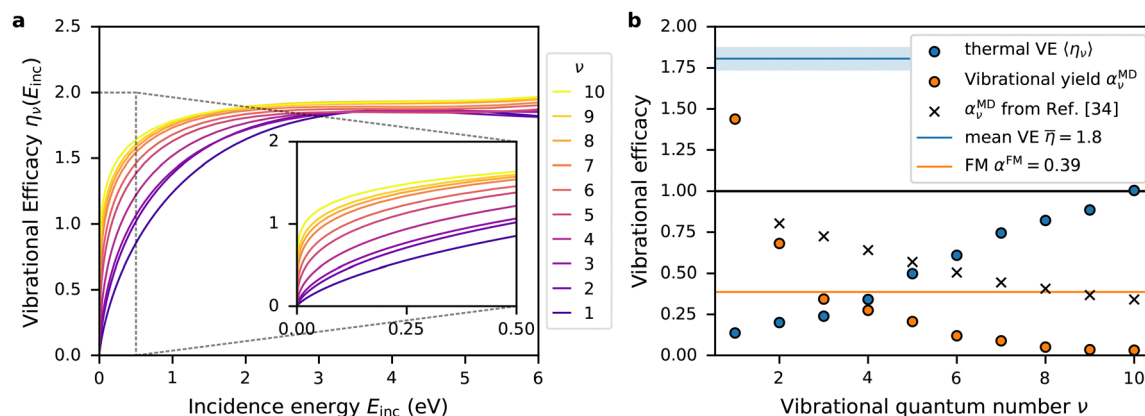 a
2.5
2.0
1.5
1.0
0.5
0.0
Vibrational Efficacy ην(Einc)
0 1 2 3 4 5 6
Incidence energy Einc (eV)
2
1
0
0.00 0.25 0.50
ν
10
9
8
7
6
5
4
3
2
1
b
2.00
1.75
1.50
1.25
1.00
0.75
0.50
0.25
0.00
Vibrational efficacy
thermal VE ⟨ην⟩
Vibrational yield ανMD
ανMD from Ref. [34]
mean VE η̅ = 1.8
FM αFM = 0.39
2 4 6 8 10
Vibrational quantum number ν